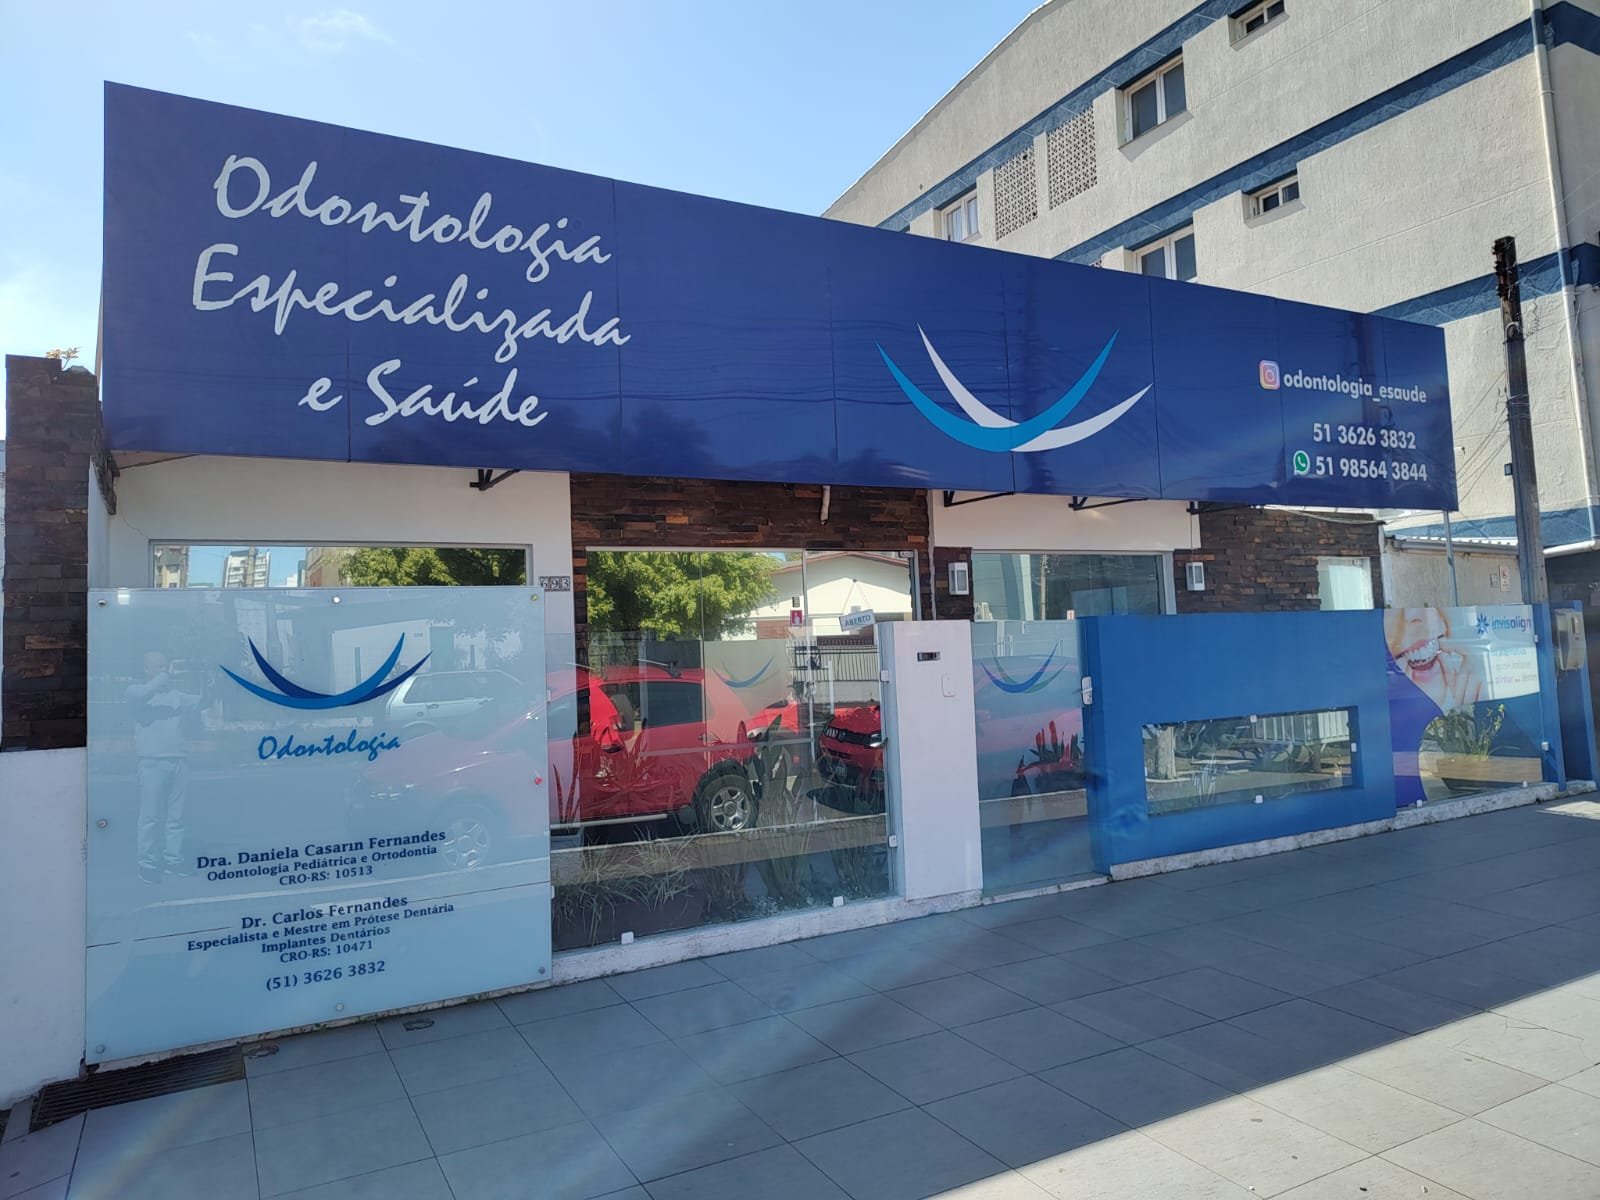 Odontologia
Especializada
e Saúde
odontologia_esaude
51 3626 3832
51 98564 3844
693
ABERTO
invisalign
Odontologia
Dra. Daniela Casarin Fernandes
Odontologia Pediátrica e Ortodontia
CRO-RS: 10513
Dr. Carlos Fernandes
Especialista e Mestre em Prótese Dentária
Implantes Dentários
CRO-RS: 10471
(51) 3626 3832